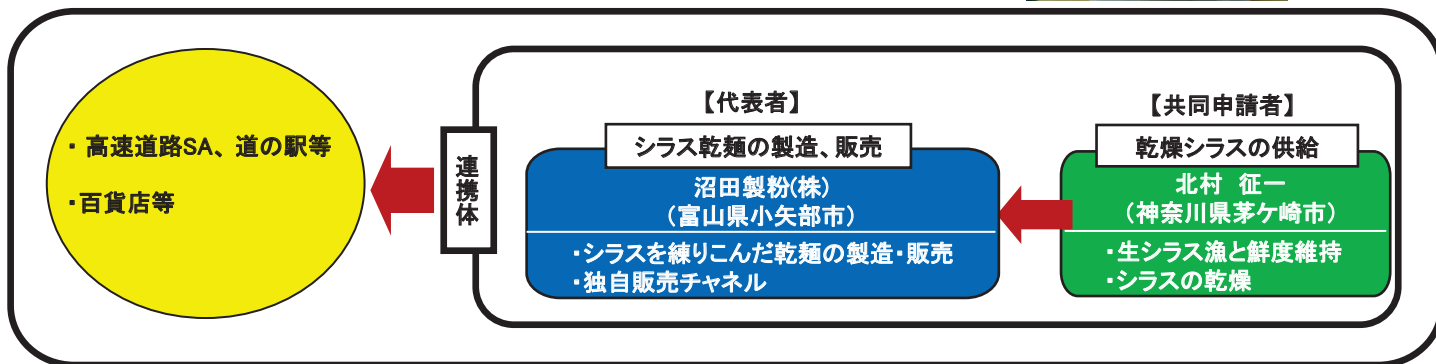 ・高速道路SA、道の駅等
・百貨店等
連携体
【代表者】
シラス乾麺の製造、販売
沼田製粉(株)
(富山県小矢部市)
・シラスを練りこんだ乾麺の製造・販売
・独自販売チャネル
【共同申請者】
乾燥シラスの供給
北村 征一
(神奈川県茅ケ崎市)
・生シラス漁と鮮度維持
・シラスの乾燥